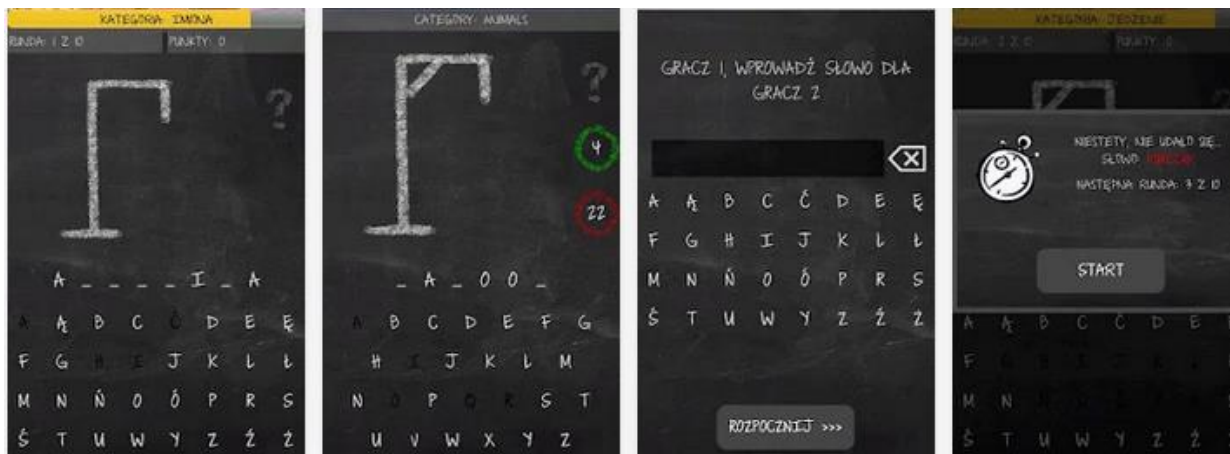 KATEGORIA: IMIONA
RUNDA: 1 Z 10 PUNKTY: 0
?
A _ _ _ _ I _ A
A Ą B C Ć D E Ę
F G H I J K L Ł
M N Ń O Ó P R S
Ś T U W Y Z Ź Ż
CATEGORY: ANIMALS
?
4
22
_ A _ O O _
A B C D E F G
H I J K L M
N O P Q R S T
U V W X Y Z
GRACZ 1, WPROWADŹ SŁOWO DLA
GRACZ 2
A Ą B C Ć D E Ę
F G H I J K L Ł
M N Ń O Ó P R S
Ś T U W Y Z Ź Ż
ROZPOCZNIJ >>>
KATEGORIA: JEDZENIE
RUNDA: 2 Z 10 PUNKTY: 0
NIESTETY, NIE UDAŁO SIĘ...
SŁOWO:
NASTĘPNA RUNDA: 3 Z 10
START
A Ą B C Ć D E
F G
M N
Ś T U W Y Z Ź